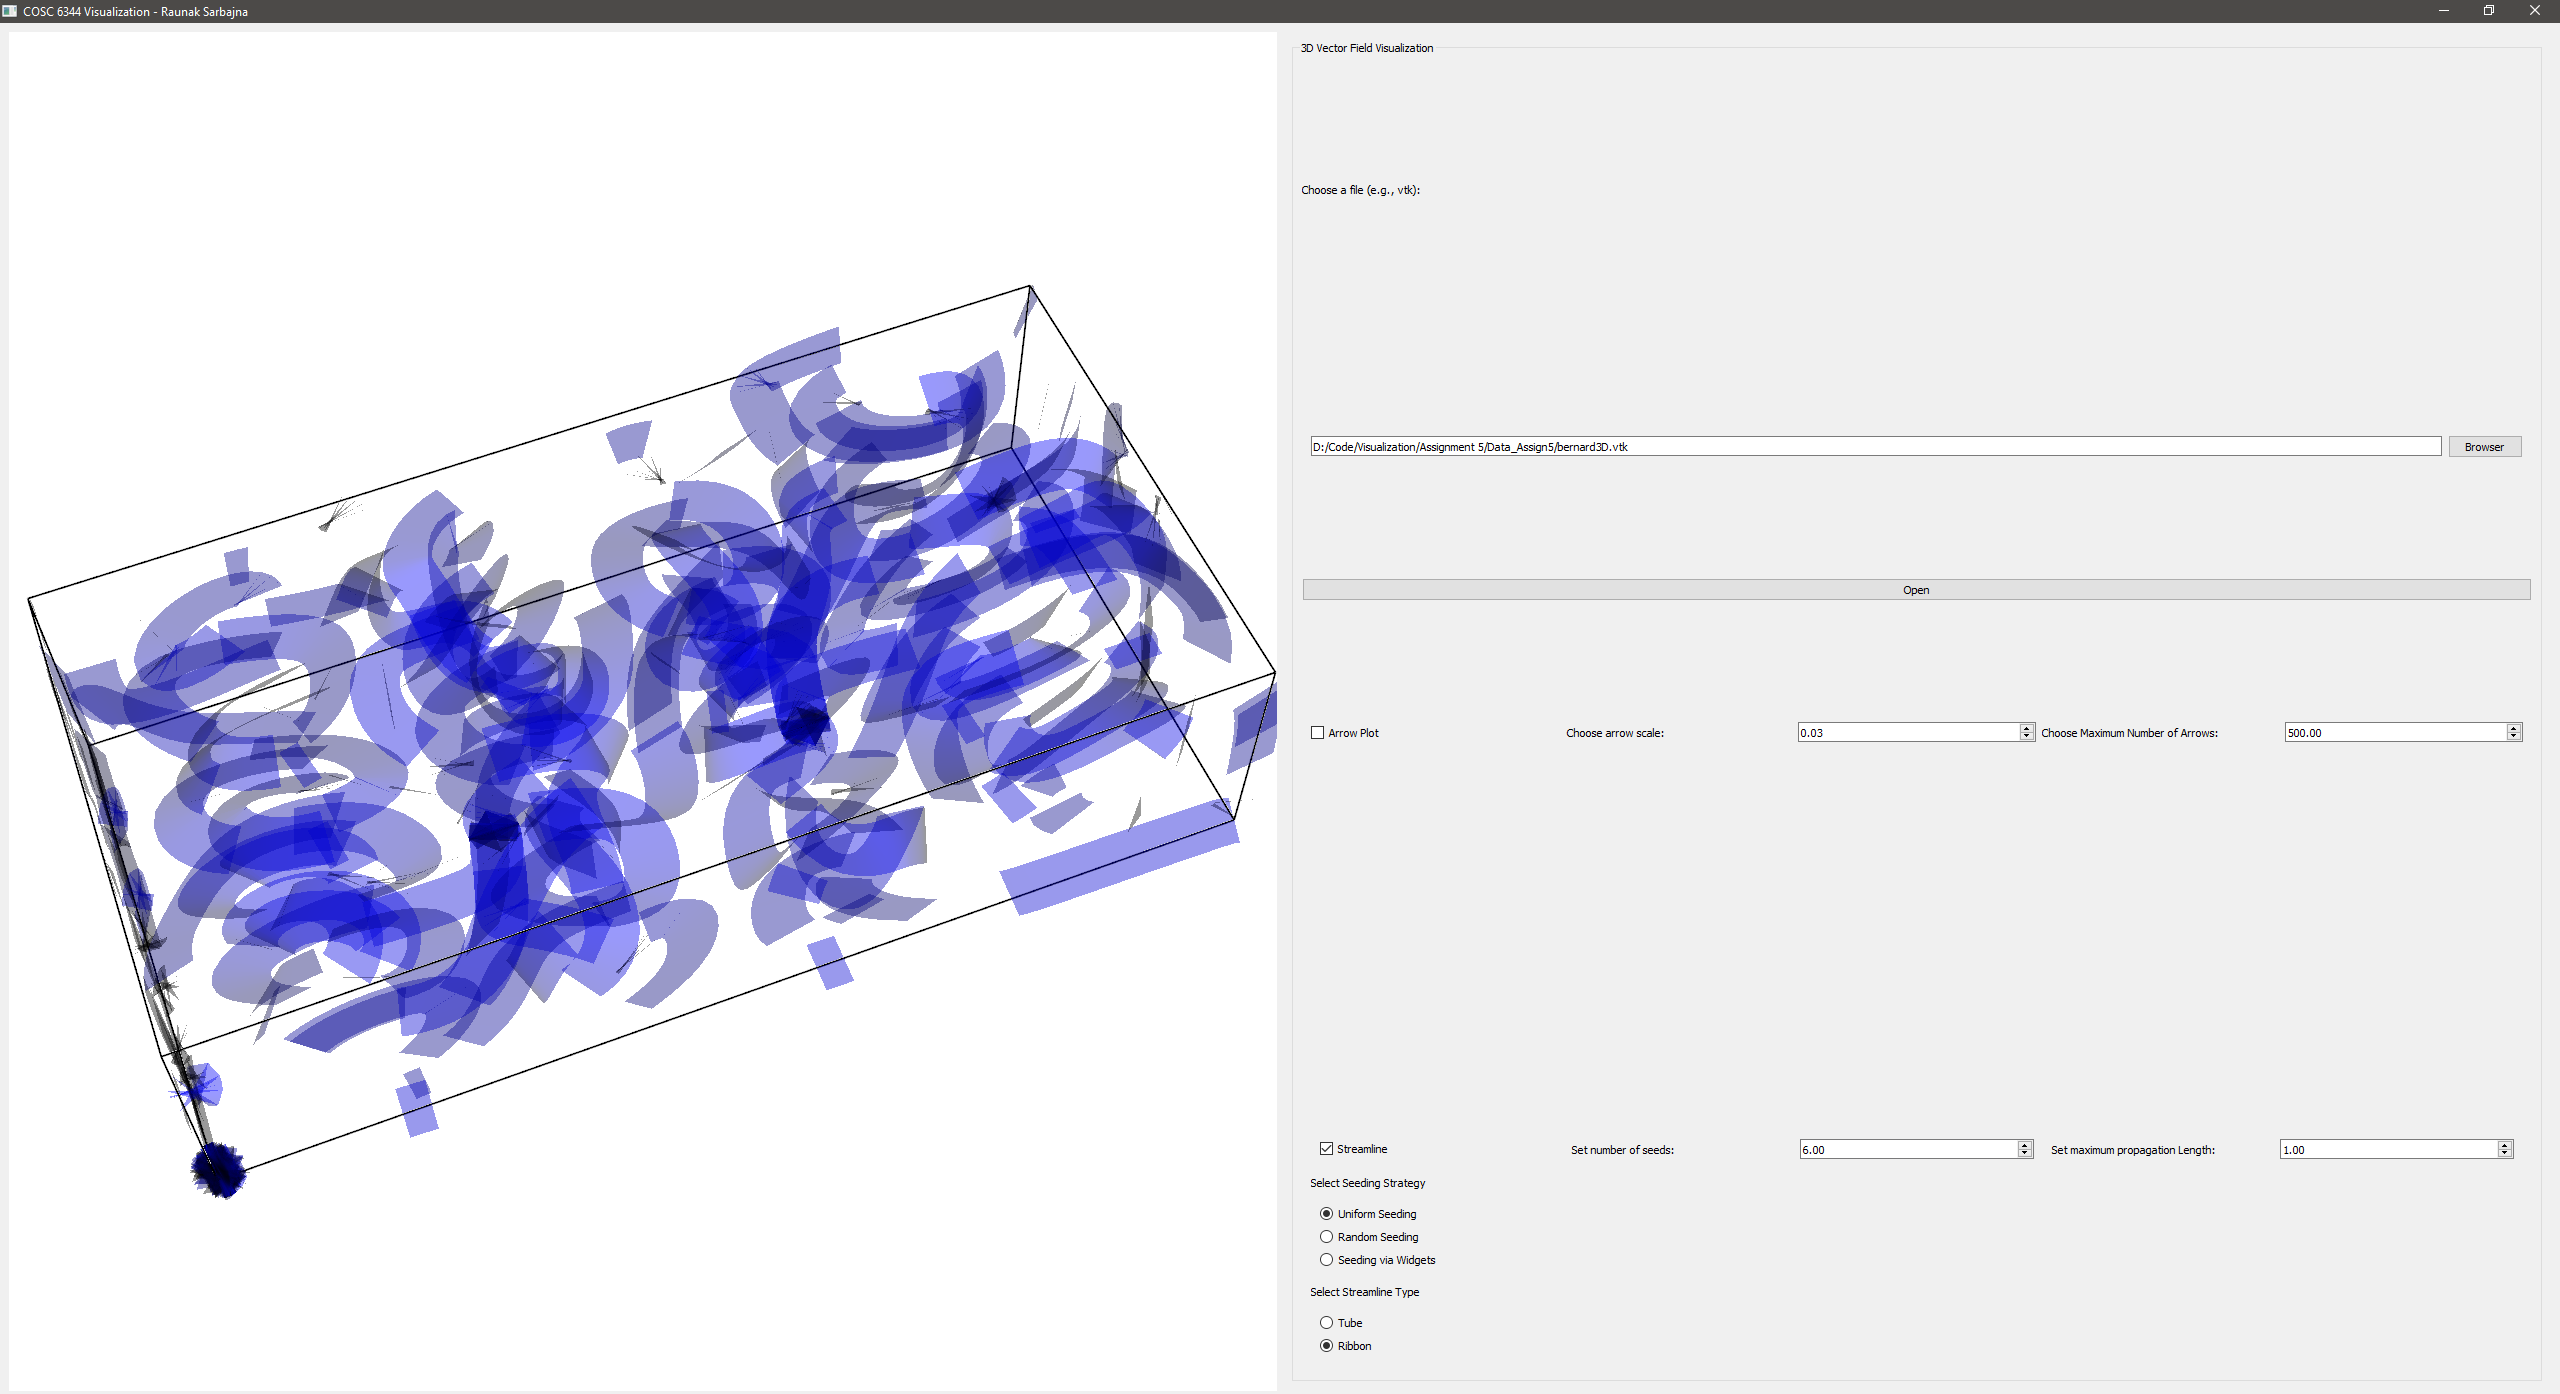 COSC 6344 Visualization - Raunak Sarbajna
3D Vector Field Visualization
Choose a file (e.g., vtk):
D:/Code/Visualization/Assignment 5/Data_Assign5/bernard3D.vtk Browser
Open
Arrow Plot Choose arrow scale: 0.03 Choose Maximum Number of Arrows: 500.00
Streamline Set number of seeds: 6.00 Set maximum propagation Length: 1.00
Select Seeding Strategy
Uniform Seeding
Random Seeding
Seeding via Widgets
Select Streamline Type
Tube
Ribbon